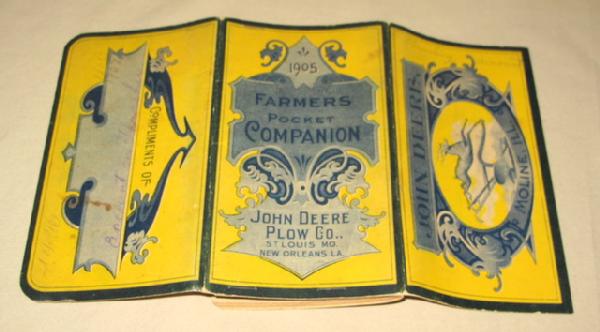 COMPLIMENTS OF
1905
FARMERS
POCKET
COMPANION
JOHN DEERE
PLOW CO..
ST LOUIS MO.
NEW ORLEANS. LA.
JOHN DEERE,
MOLINE, ILL.